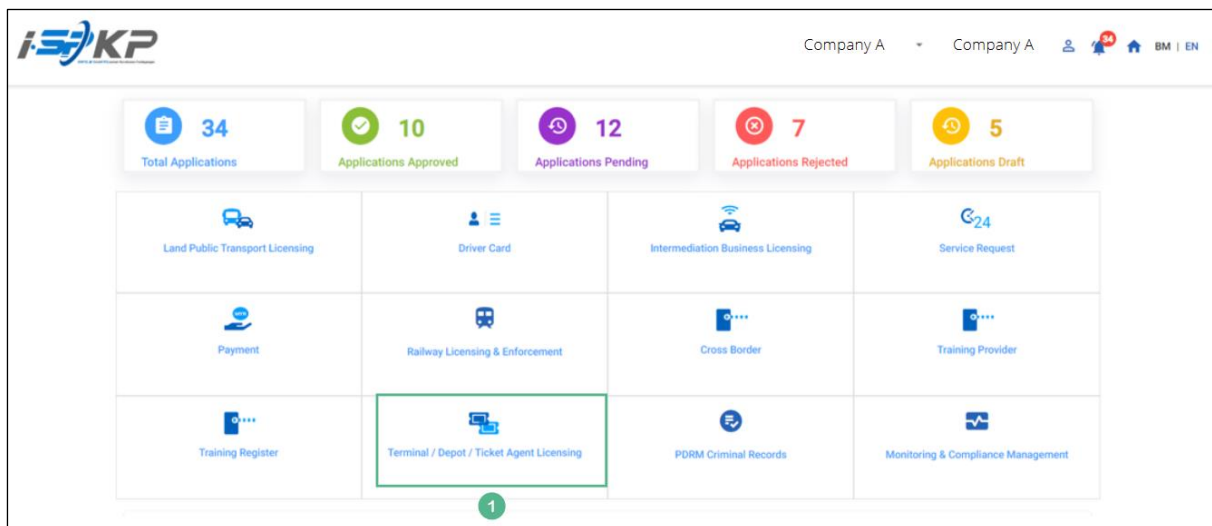 i-SPKP
Company A Company A 34 BM | EN
34 10 12 7 5
Total Applications Applications Approved Applications Pending Applications Rejected Applications Draft
24
Land Public Transport Licensing Driver Card Intermediation Business Licensing Service Request
Payment Railway Licensing & Enforcement Cross Border Training Provider
Training Register Terminal / Depot / Ticket Agent Licensing PDRM Criminal Records Monitoring & Compliance Management
1